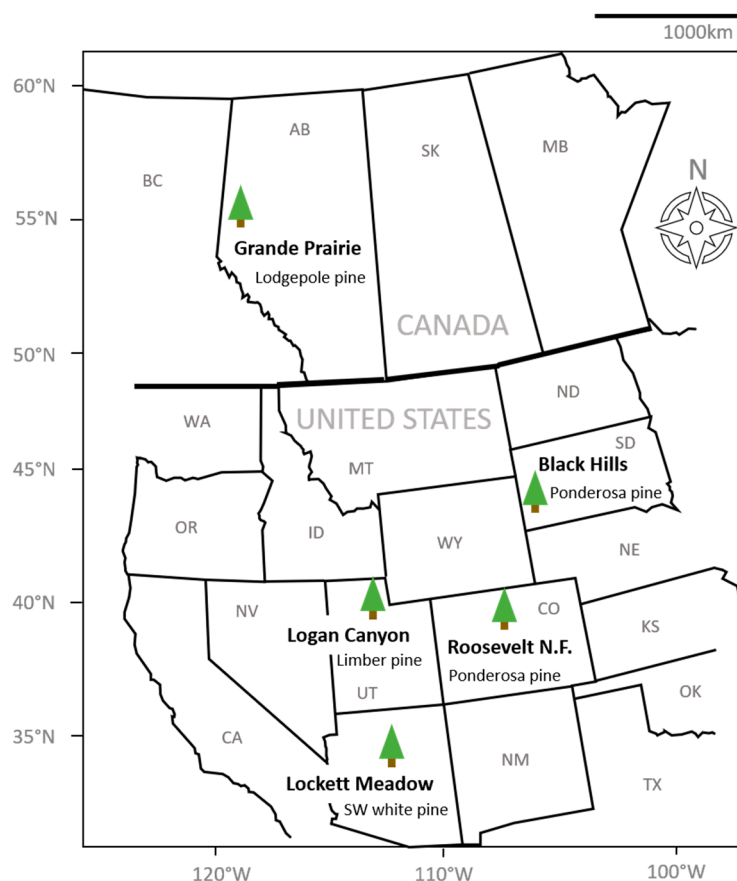 1000km
60°N
AB
SK
MB
BC
N
55°N
Grande Prairie
Lodgepole pine
CANADA
50°N
ND
WA
UNITED STATES
SD
MT
Black Hills
45°N
Ponderosa pine
OR
ID
WY
NE
40°N
NV
CO
KS
Logan Canyon
Roosevelt N.F.
Limber pine
Ponderosa pine
UT
OK
35°N
CA
NM
Lockett Meadow
TX
SW white pine
120°W
110°W
100°W